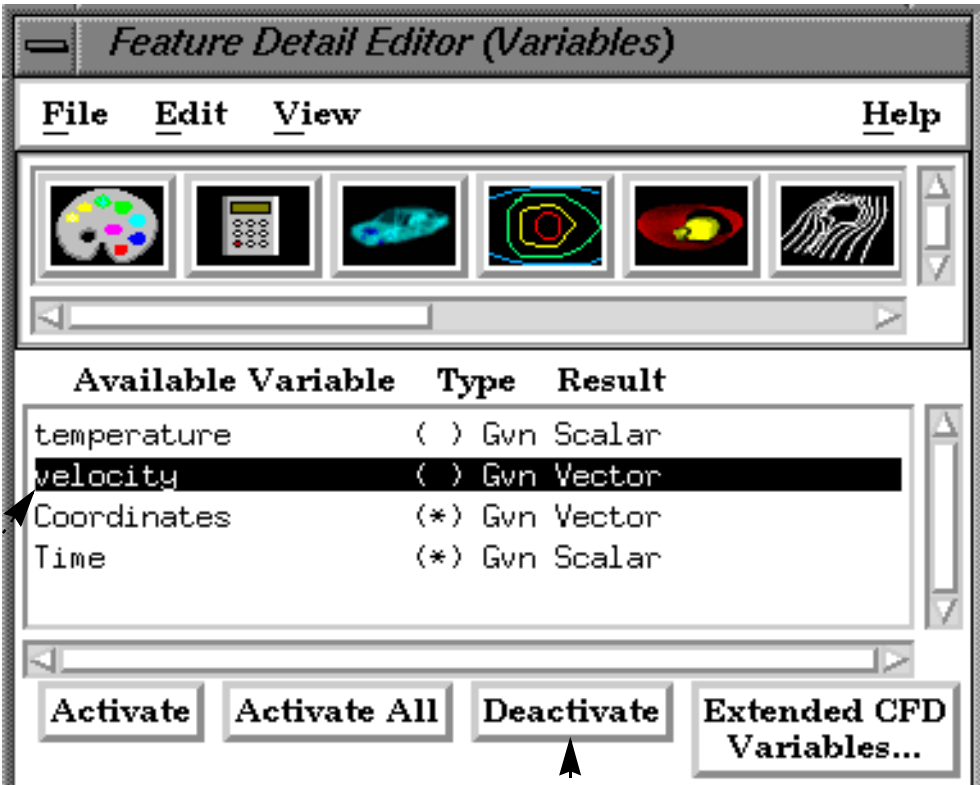 Feature Detail Editor (Variables)
File Edit View Help
Available Variable Type Result
temperature ( ) Gvn Scalar
velocity ( ) Gvn Vector
Coordinates (*) Gvn Vector
Time (*) Gvn Scalar
Activate Activate All Deactivate Extended CFD
Variables...